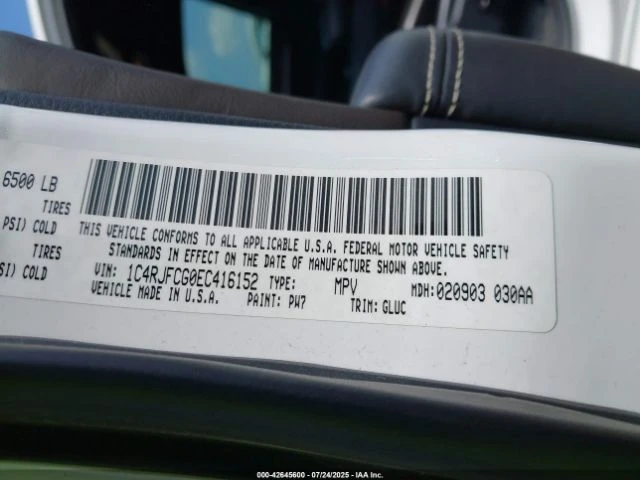 6500 LB
TIRES
PSI) COLD
TIRES
SI) COLD
THIS VEHICLE CONFORMS TO ALL APPLICABLE U.S.A. FEDERAL MOTOR VEHICLE SAFETY
STANDARDS IN EFFECT ON THE DATE OF MANUFACTURE SHOWN ABOVE.
VIN: 1C4RJFCG0EC416152 TYPE: MPV MDH:020903 030AA
VEHICLE MADE IN U.S.A. PAINT: PW7 TRIM: GLUC
000-42645600 - 07/24/2025 - IAAI, Inc.